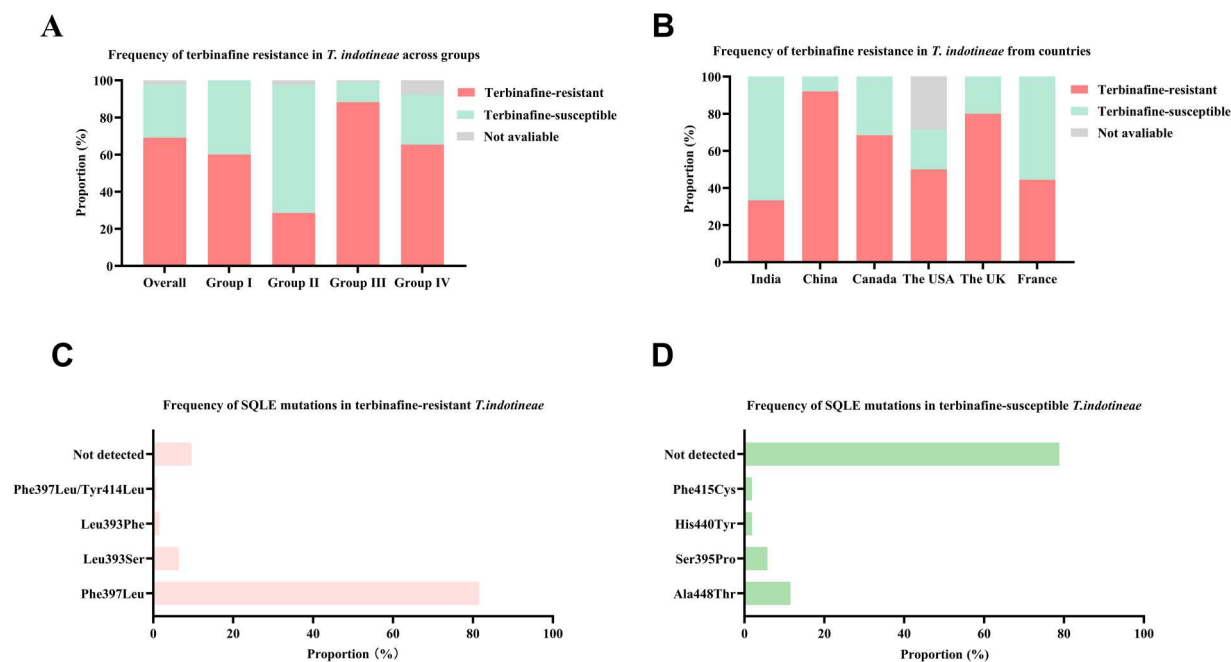 A
Frequency of terbinafine resistance in T. indotineae across groups
Proportion (%)
100
80
60
40
20
0
Overall Group I Group II Group III Group IV
Terbinafine-resistant
Terbinafine-susceptible
Not avaliable
B
Frequency of terbinafine resistance in T. indotineae from countries
Proportion (%)
100
80
60
40
20
0
India China Canada The USA The UK France
Terbinafine-resistant
Terbinafine-susceptible
Not avaliable
C
Frequency of SQLE mutations in terbinafine-resistant T.indotineae
Not detected
Phe397Leu/Tyr414Leu
Leu393Phe
Leu393Ser
Phe397Leu
0 20 40 60 80 100
Proportion (%)
D
Frequency of SQLE mutations in terbinafine-susceptible T.indotineae
Not detected
Phe415Cys
His440Tyr
Ser395Pro
Ala448Thr
0 20 40 60 80 100
Proportion (%)